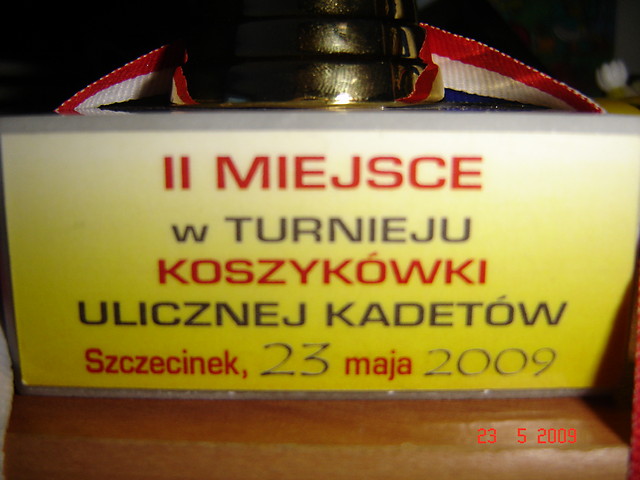 II MIEJSCE
w TURNIEJU
KOSZYKÓWKI
ULICZNEJ KADETÓW
Szczecinek, 23 maja 2009
23 5 2009